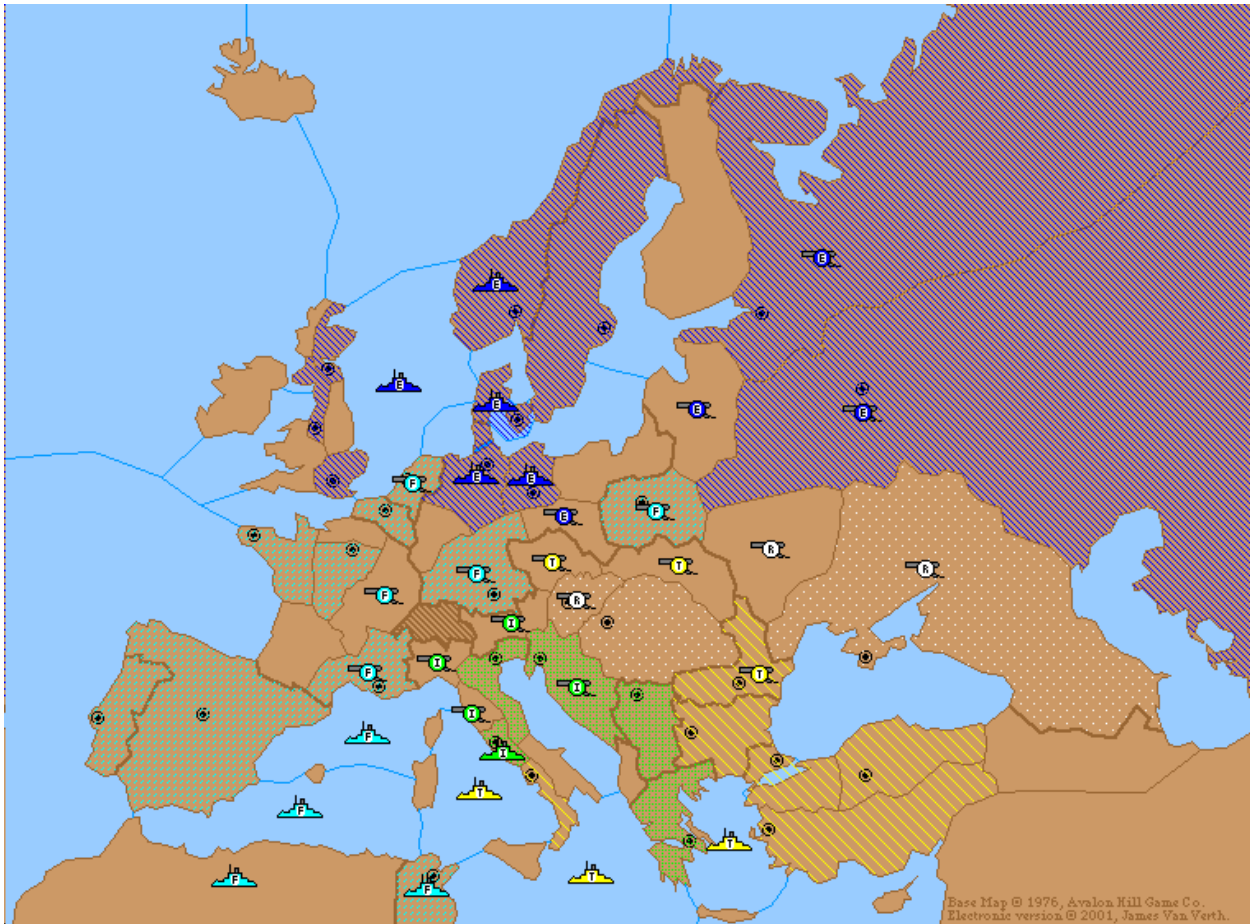 E
E
E
E
E
E
E
E
F
E
F
E
T
T
R
R
F
F
R
I
I
F
T
I
I
F
I
T
F
T
T
F
F
Base Map © 1976, Avalon Hill Game Co.
Electronic version © 2001, James Van Verth.